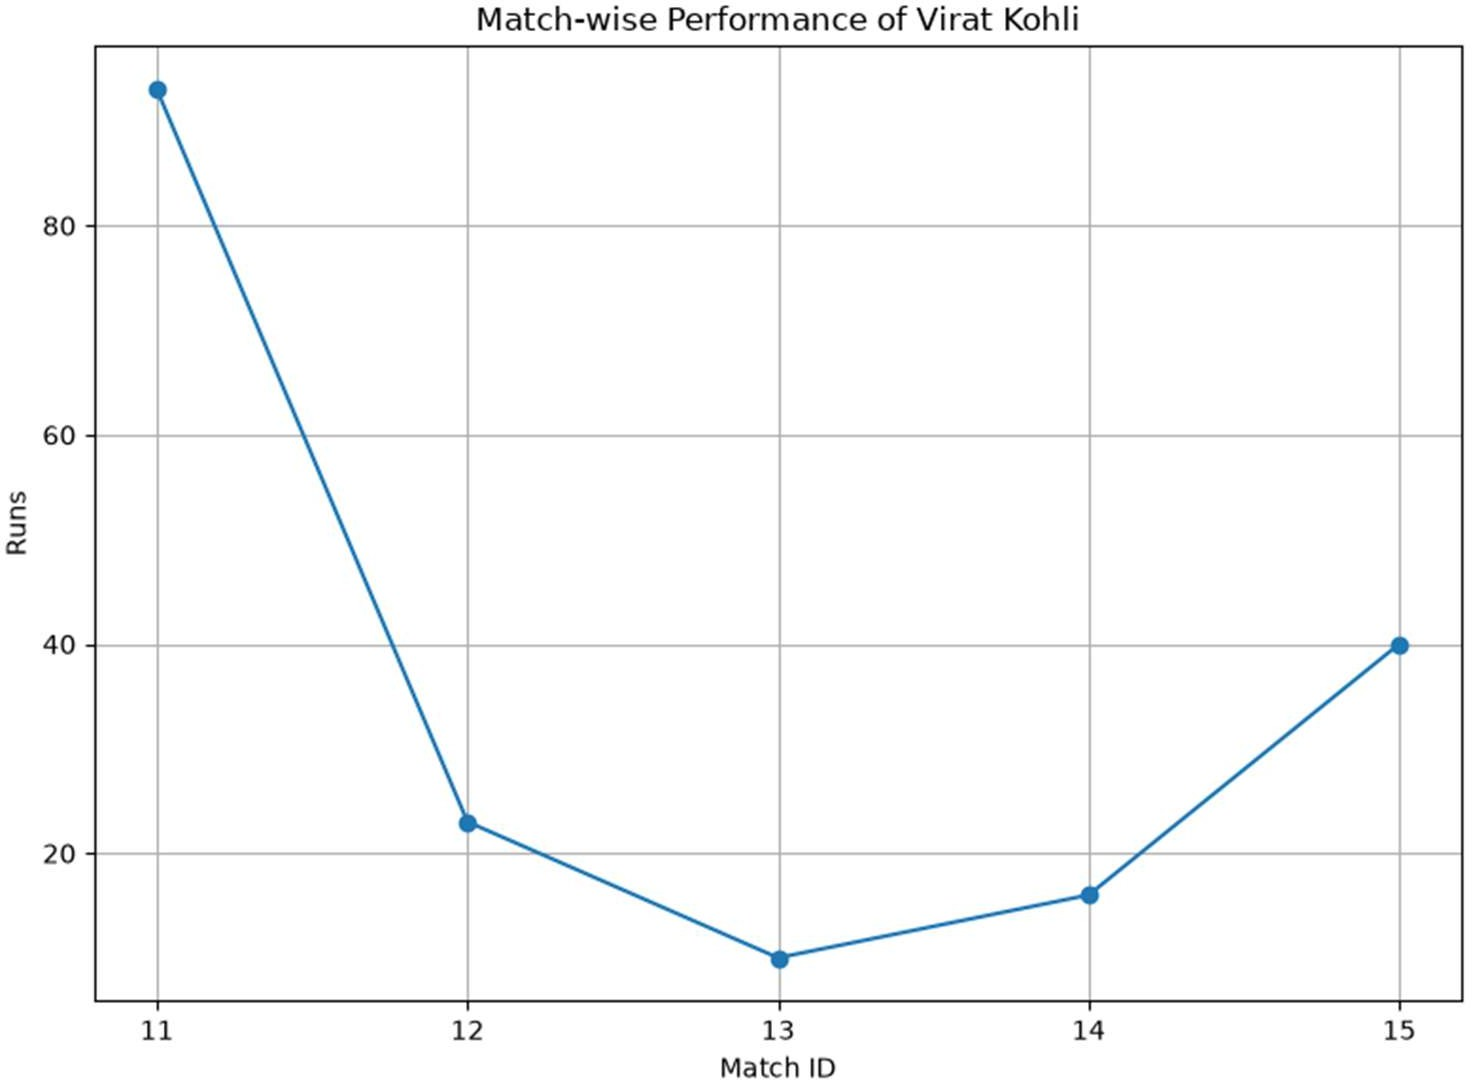 Match-wise Performance of Virat Kohli
80
60
40
20
Runs
11 12 13 14 15
Match ID